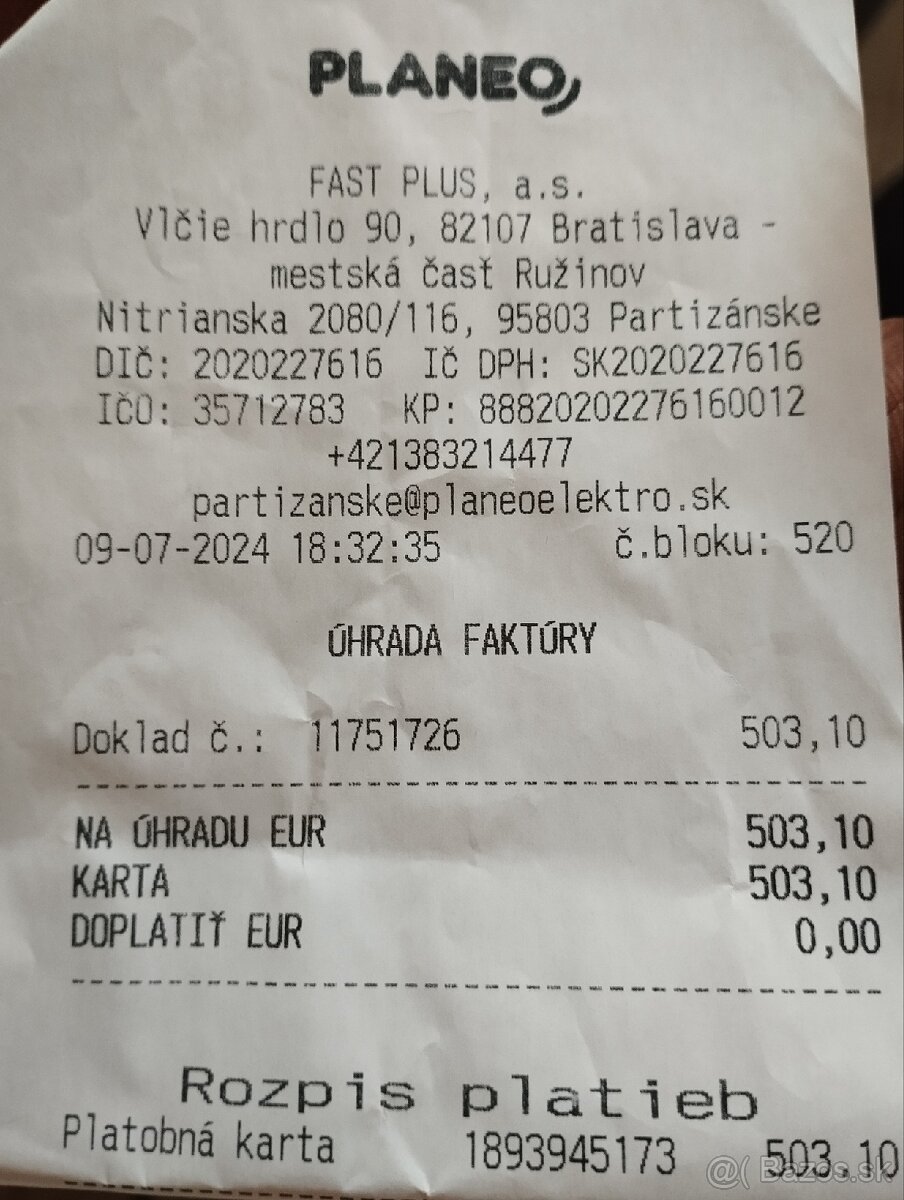 PLANEO
FAST PLUS, a.s.
Vlčie hrdlo 90, 82107 Bratislava -
mestská časť Ružinov
Nitrianska 2080/116, 95803 Partizánske
DIČ: 2020227616 IČ DPH: SK2020227616
IČO: 35712783 KP: 88820202276160012
+421383214477
partizanske@planeoelektro.sk
09-07-2024 18:32:35 č.bloku: 520
ÚHRADA FAKTÚRY
Doklad č.: 11751726 503,10
NA ÚHRADU EUR 503,10
KARTA 503,10
DOPLATIŤ EUR 0,00
Rozpis platieb
Platobná karta 1893945173 503,10
@( Bazos.sk